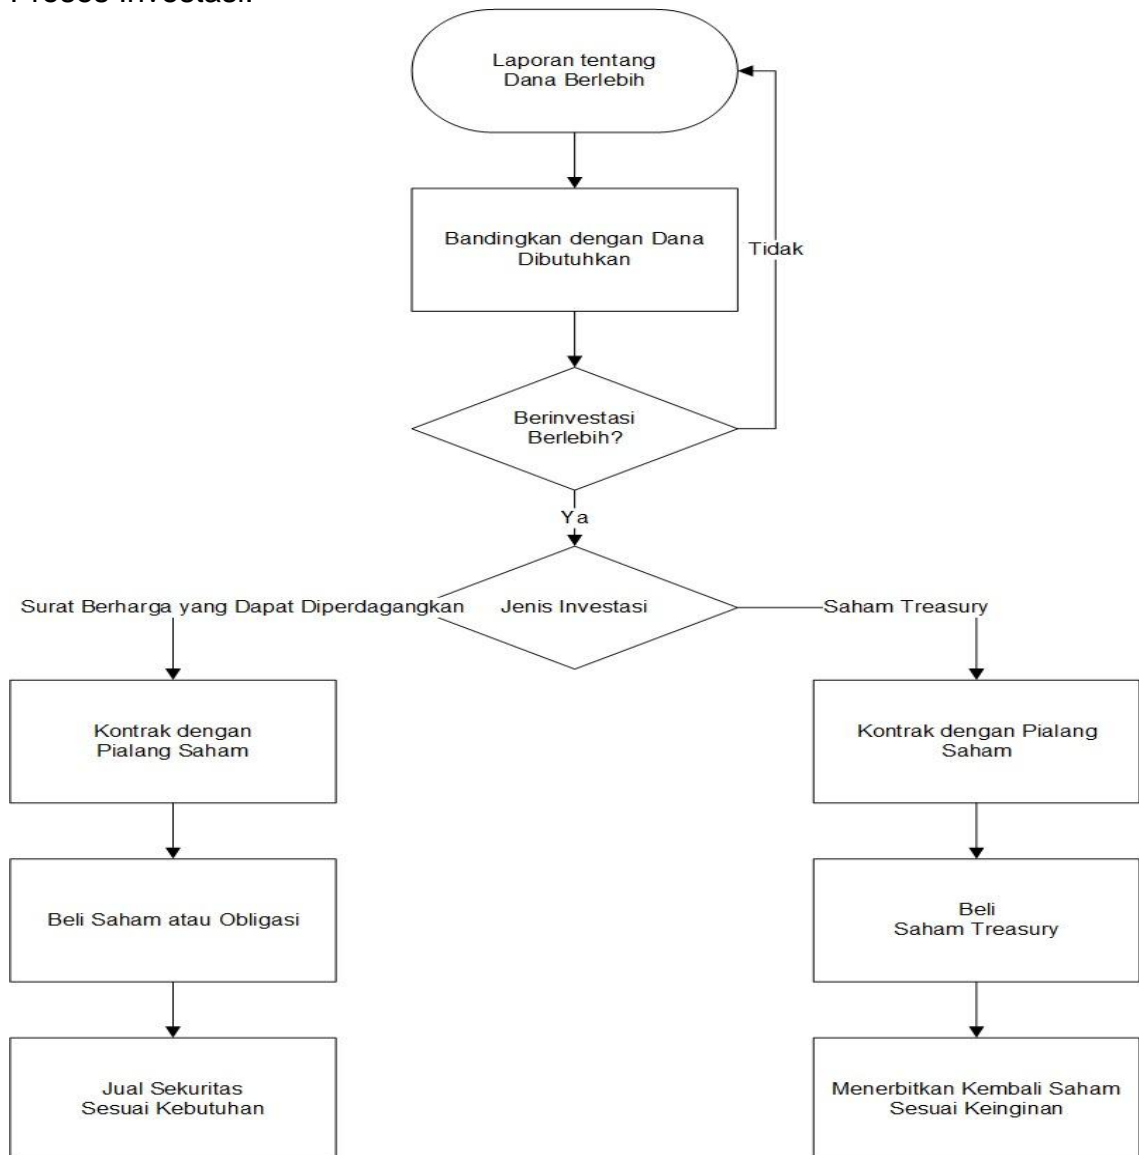 Proses Investasi.
Laporan tentang
Dana Berlebih
Bandingkan dengan Dana
Dibutuhkan
Tidak
Berinvestasi
Berlebih?
Ya
Surat Berharga yang Dapat Diperdagangkan
Jenis Investasi
Saham Treasury
Kontrak dengan
Pialang Saham
Kontrak dengan Pialang
Saham
Beli Saham atau Obligasi
Beli
Saham Treasury
Jual Sekuritas
Sesuai Kebutuhan
Menerbitkan Kembali Saham
Sesuai Keinginan